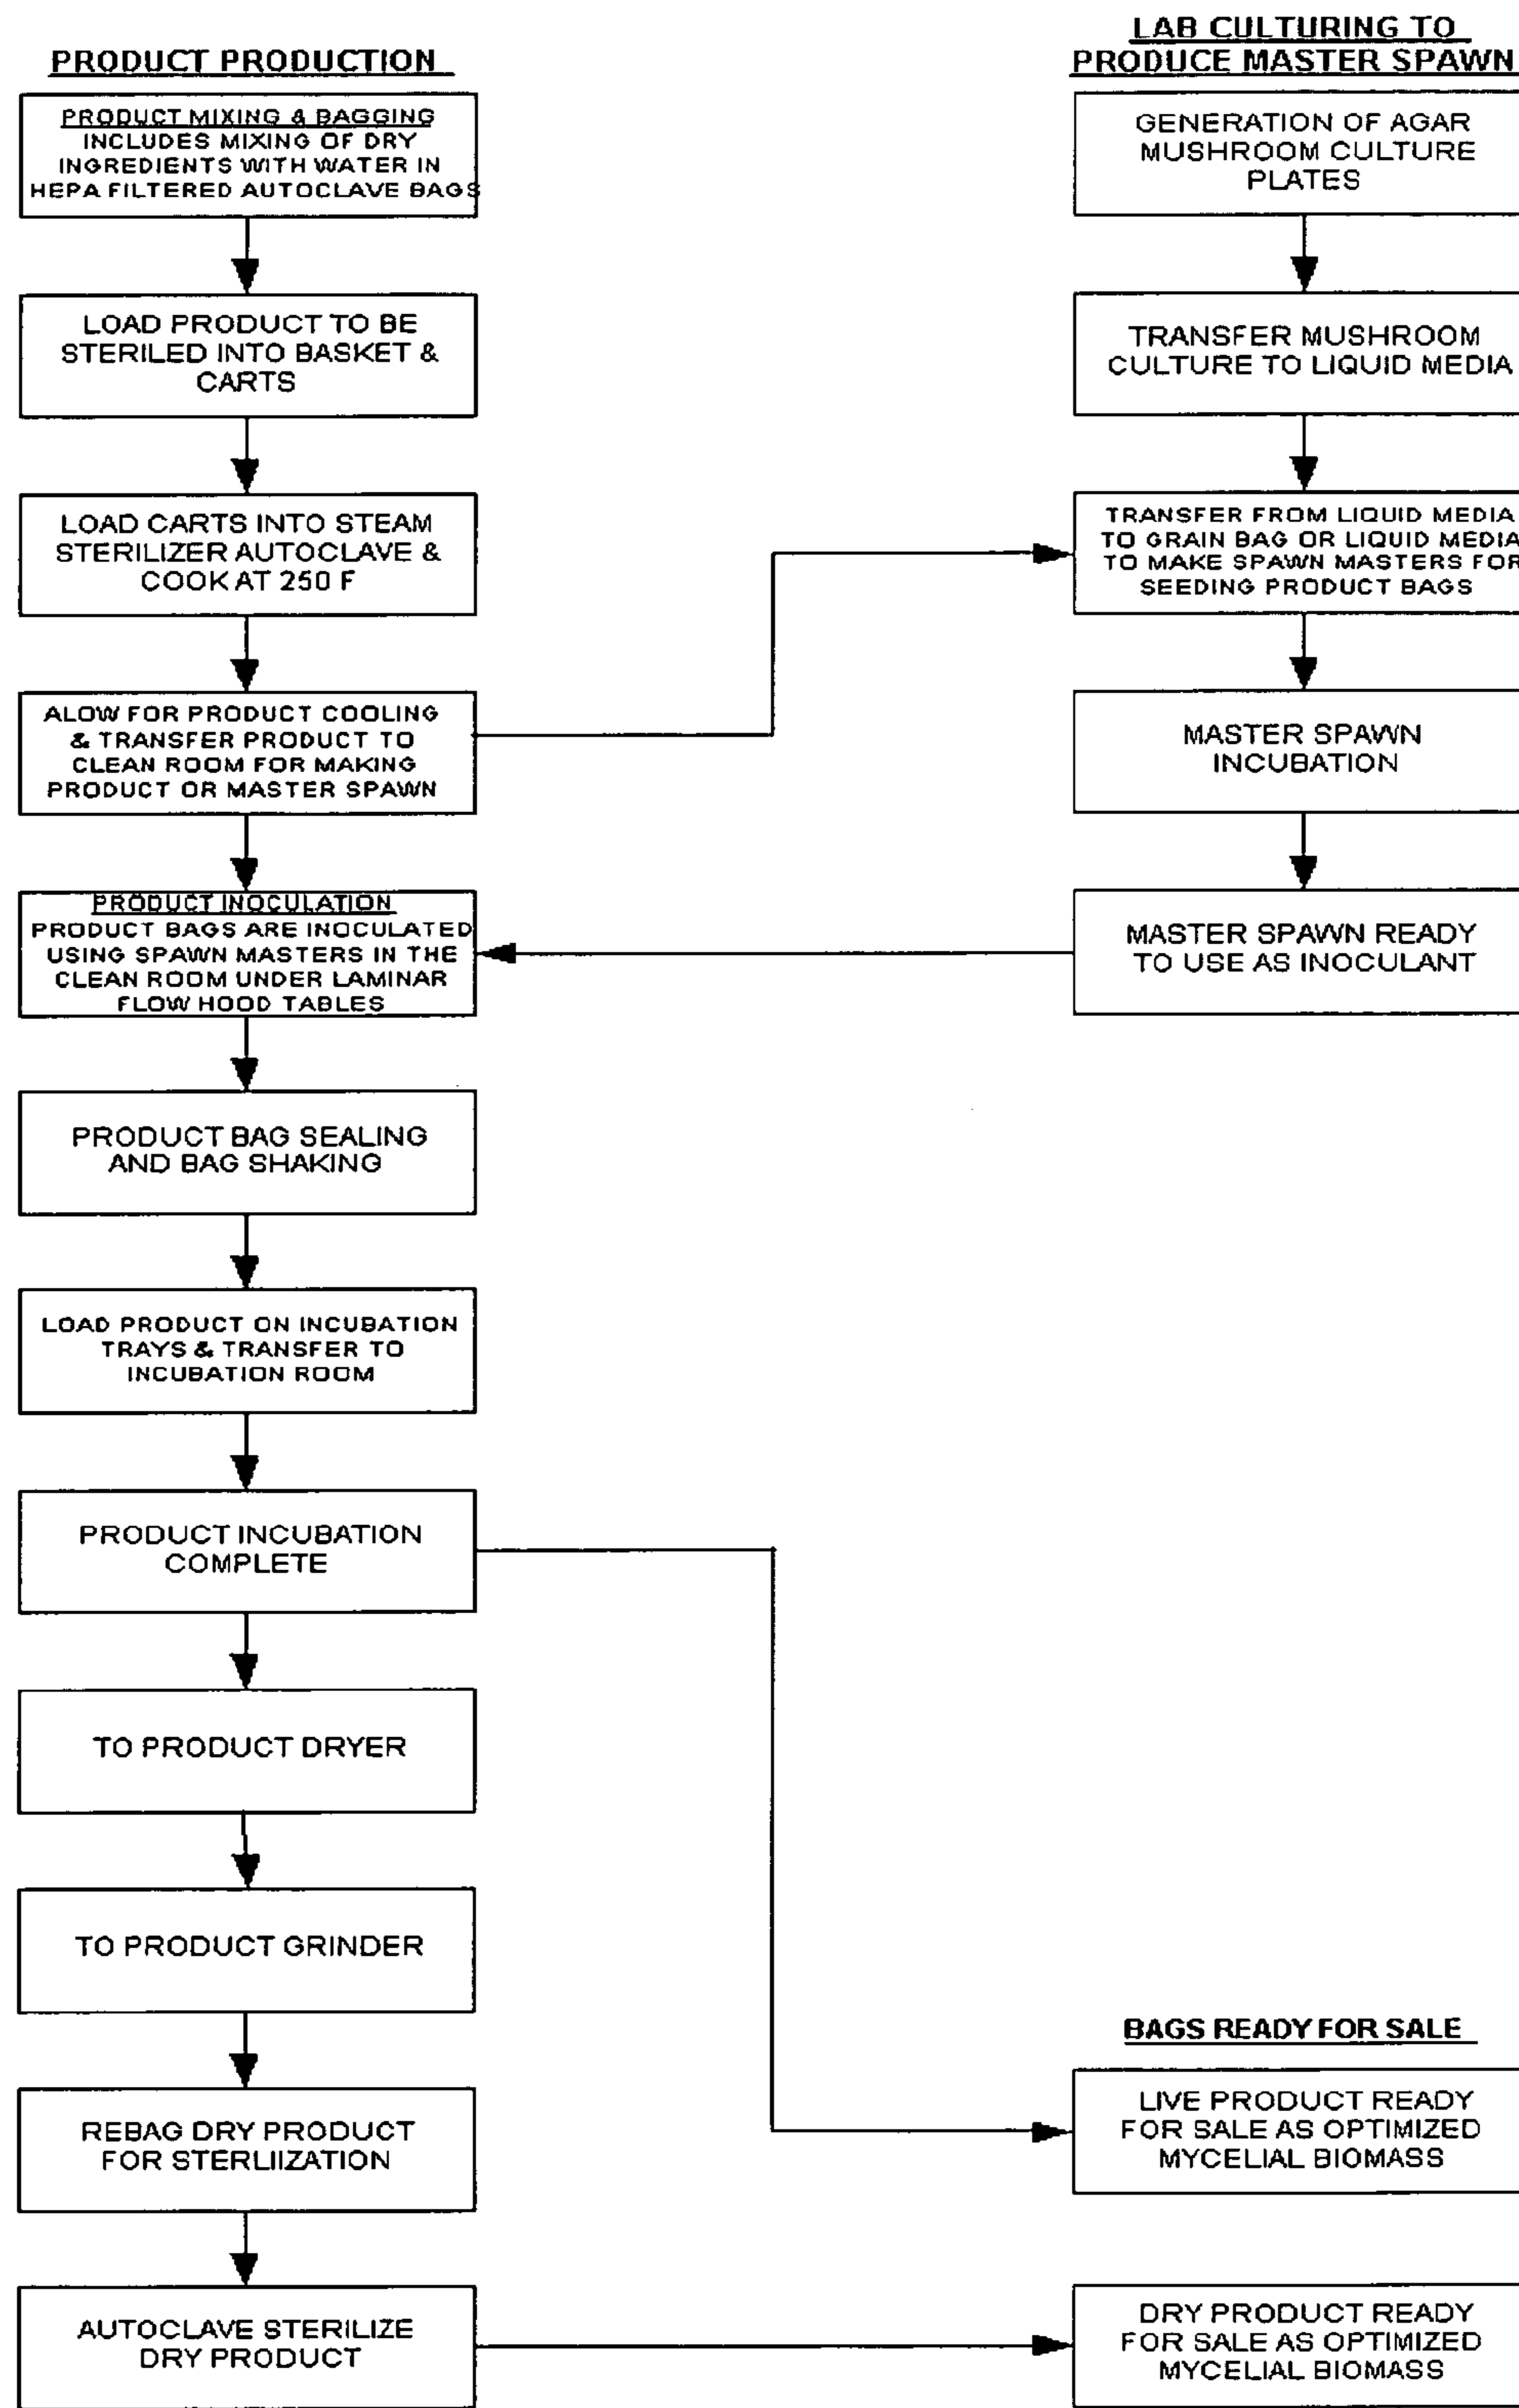 PRODUCT PRODUCTION
PRODUCT MIXING & BAGGING
INCLUDES MIXING OF DRY
INGREDIENTS WITH WATER IN
HEPA FILTERED AUTOCLAVE BAGS
LOAD PRODUCT TO BE
STERILED INTO BASKET &
CARTS
LOAD CARTS INTO STEAM
STERILIZER AUTOCLAVE &
COOK AT 250 F
ALOW FOR PRODUCT COOLING
& TRANSFER PRODUCT TO
CLEAN ROOM FOR MAKING
PRODUCT OR MASTER SPAWN
PRODUCT INOCULATION
PRODUCT BAGS ARE INOCULATED
USING SPAWN MASTERS IN THE
CLEAN ROOM UNDER LAMINAR
FLOW HOOD TABLES
PRODUCT BAG SEALING
AND BAG SHAKING
LOAD PRODUCT ON INCUBATION
TRAYS & TRANSFER TO
INCUBATION ROOM
PRODUCT INCUBATION
COMPLETE
TO PRODUCT DRYER
TO PRODUCT GRINDER
REBAG DRY PRODUCT
FOR STERLIIZATION
AUTOCLAVE STERILIZE
DRY PRODUCT
LAB CULTURING TO
PRODUCE MASTER SPAWN
GENERATION OF AGAR
MUSHROOM CULTURE
PLATES
TRANSFER MUSHROOM
CULTURE TO LIQUID MEDIA
TRANSFER FROM LIQUID MEDIA
TO GRAIN BAG OR LIQUID MEDIA
TO MAKE SPAWN MASTERS FOR
SEEDING PRODUCT BAGS
MASTER SPAWN
INCUBATION
MASTER SPAWN READY
TO USE AS INOCULANT
BAGS READY FOR SALE
LIVE PRODUCT READY
FOR SALE AS OPTIMIZED
MYCELIAL BIOMASS
DRY PRODUCT READY
FOR SALE AS OPTIMIZED
MYCELIAL BIOMASS